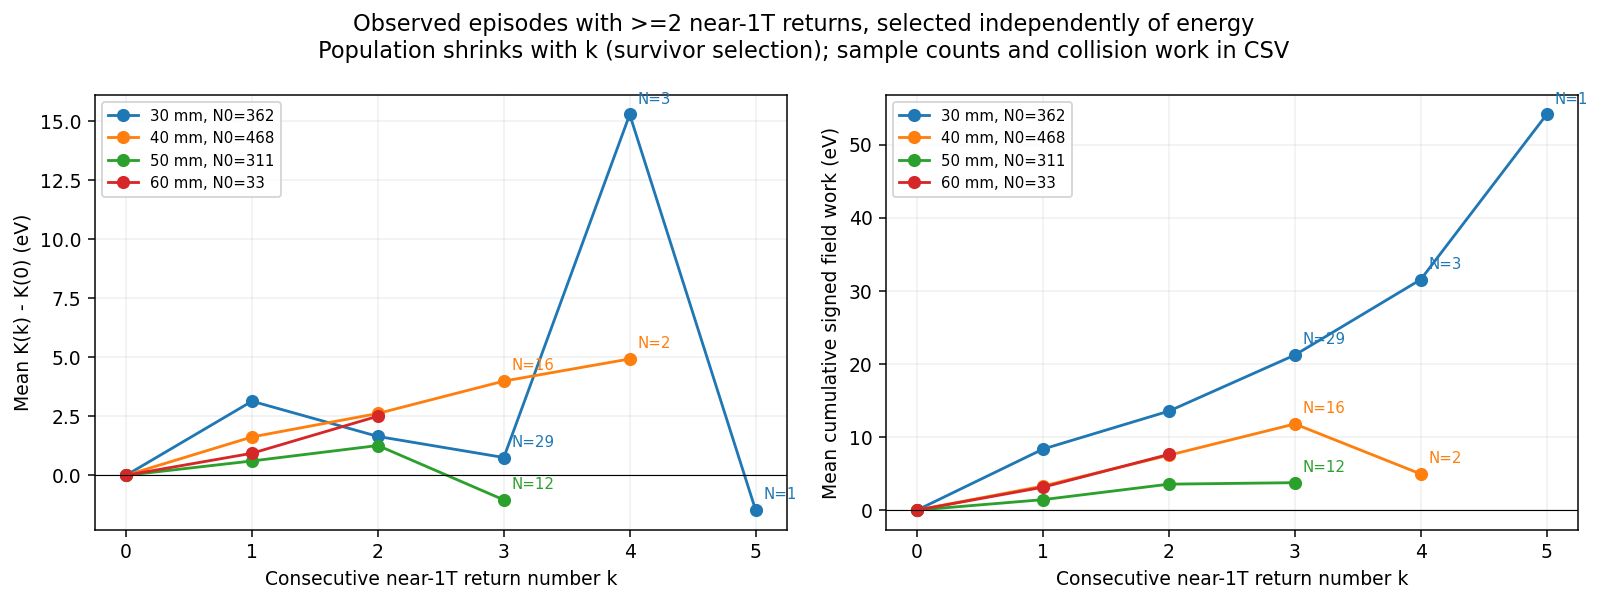 Observed episodes with >=2 near-1T returns, selected independently of energy
Population shrinks with k (survivor selection); sample counts and collision work in CSV
Mean K(k) - K(0) (eV)
15.0
12.5
10.0
7.5
5.0
2.5
0.0
30 mm, N0=362
40 mm, N0=468
50 mm, N0=311
60 mm, N0=33
N=3
N=2
N=16
N=29
N=12
N=1
0 1 2 3 4 5
Consecutive near-1T return number k
Mean cumulative signed field work (eV)
50
40
30
20
10
0
30 mm, N0=362
40 mm, N0=468
50 mm, N0=311
60 mm, N0=33
N=1
N=3
N=29
N=16
N=2
N=12
0 1 2 3 4 5
Consecutive near-1T return number k